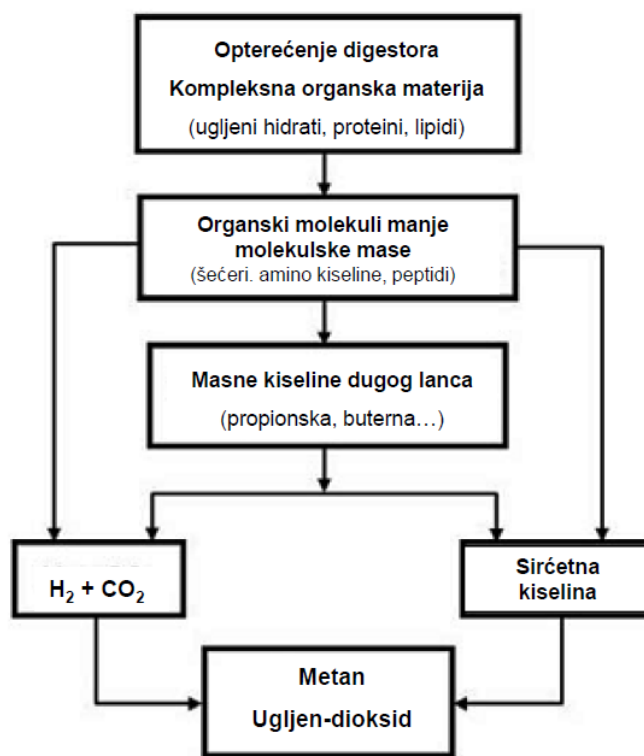 Opterećenje digestora
Kompleksna organska materija
(ugljeni hidrati, proteini, lipidi)
Organski molekuli manje
molekulske mase
(šećeri. amino kiseline, peptidi)
Masne kiseline dugog lanca
(propionska, buterna…)
H₂ + CO₂
Sirćetna
kiselina
Metan
Ugljen-dioksid